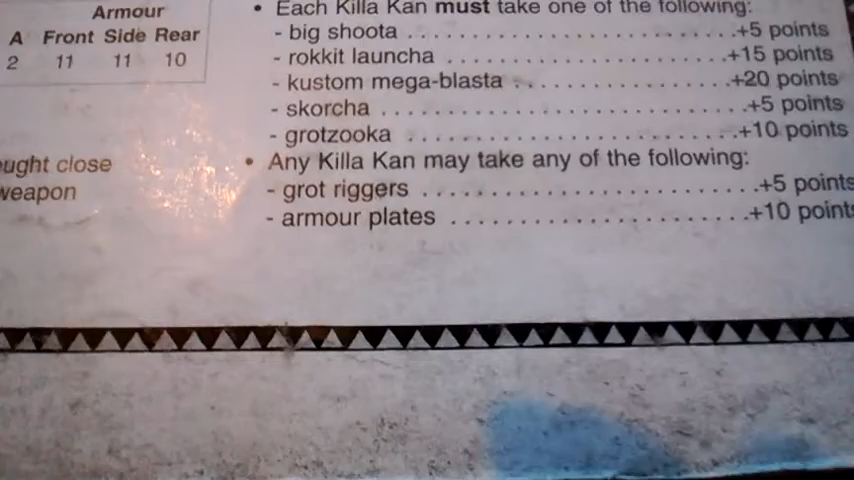 Armour
A Front Side Rear
2 11 11 10
ought close
weapon
• Each Killa Kan must take one of the following:
- big shoota ........................ +5 points
- rokkit launcha ........................ +15 points
- kustom mega-blasta ........................ +20 points
- skorcha ........................ +5 points
- grotzooka ........................ +10 points
• Any Killa Kan may take any of the following:
- grot riggers ........................ +5 points
- armour plates ........................ +10 points